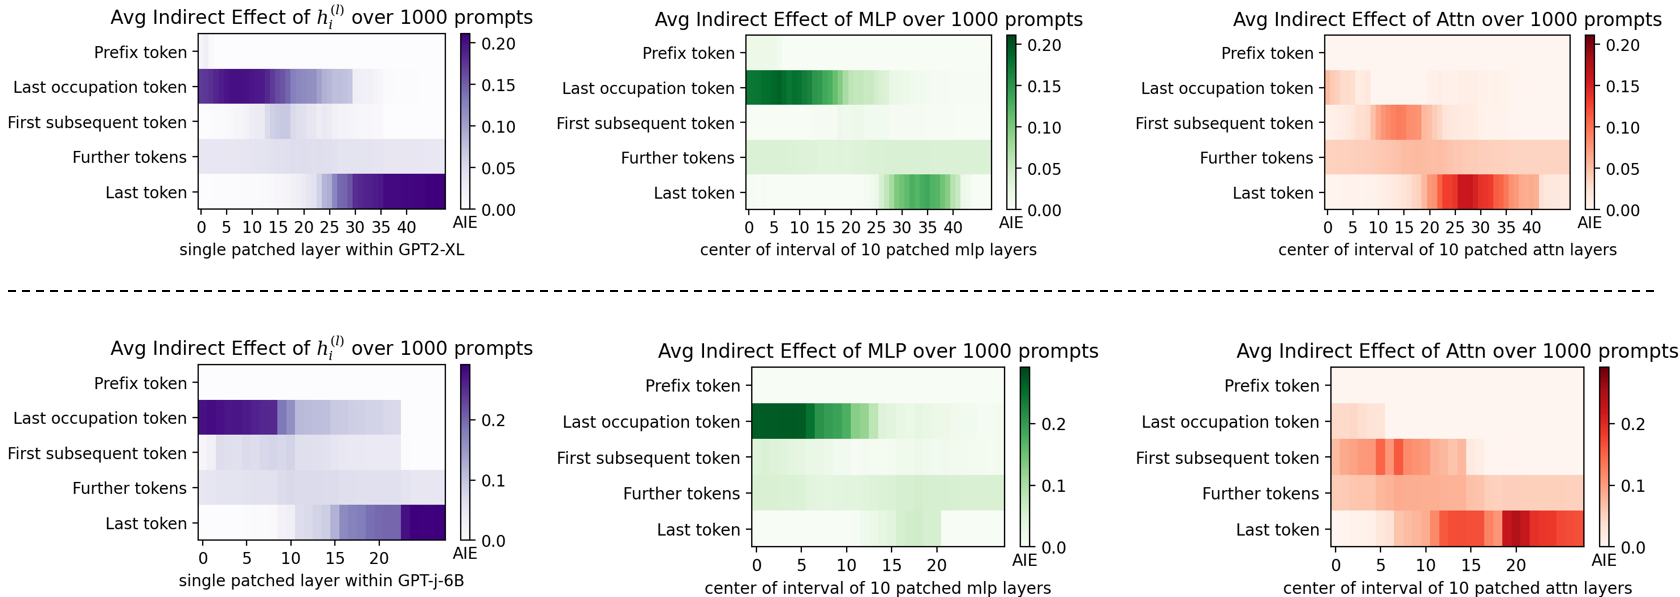 Avg Indirect Effect of h_i^{(l)} over 1000 prompts
Prefix token
Last occupation token
First subsequent token
Further tokens
Last token
0 5 10 15 20 25 30 35 40
single patched layer within GPT2-XL
0.20
0.15
0.10
0.05
0.00
AIE
Avg Indirect Effect of MLP over 1000 prompts
Prefix token
Last occupation token
First subsequent token
Further tokens
Last token
0 5 10 15 20 25 30 35 40
center of interval of 10 patched mlp layers
0.20
0.15
0.10
0.05
0.00
AIE
Avg Indirect Effect of Attn over 1000 prompts
Prefix token
Last occupation token
First subsequent token
Further tokens
Last token
0 5 10 15 20 25 30 35 40
center of interval of 10 patched attn layers
0.20
0.15
0.10
0.05
0.00
AIE
Avg Indirect Effect of h_i^{(l)} over 1000 prompts
Prefix token
Last occupation token
First subsequent token
Further tokens
Last token
0 5 10 15 20
single patched layer within GPT-j-6B
0.2
0.1
0.0
AIE
Avg Indirect Effect of MLP over 1000 prompts
Prefix token
Last occupation token
First subsequent token
Further tokens
Last token
0 5 10 15 20
center of interval of 10 patched mlp layers
0.2
0.1
0.0
AIE
Avg Indirect Effect of Attn over 1000 prompts
Prefix token
Last occupation token
First subsequent token
Further tokens
Last token
0 5 10 15 20
center of interval of 10 patched attn layers
0.2
0.1
0.0
AIE